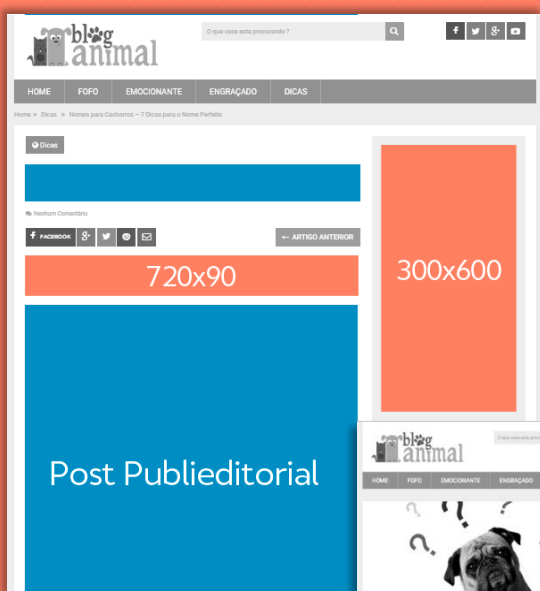 blog
animal
O que voce esta procurando ?
HOME FOFO EMOCIONANTE ENGRAÇADO DICAS
Home » Dicas » Nomes para Cachorros – 7 Dicas para o Nome Perfeito
Dicas
Nenhum Comentário
FACEBOOK
← ARTIGO ANTERIOR
720x90
300x600
Post Publieditorial
blog
animal
HOME FOFO EMOCIONANTE ENGRAÇADO
? ? ? ?